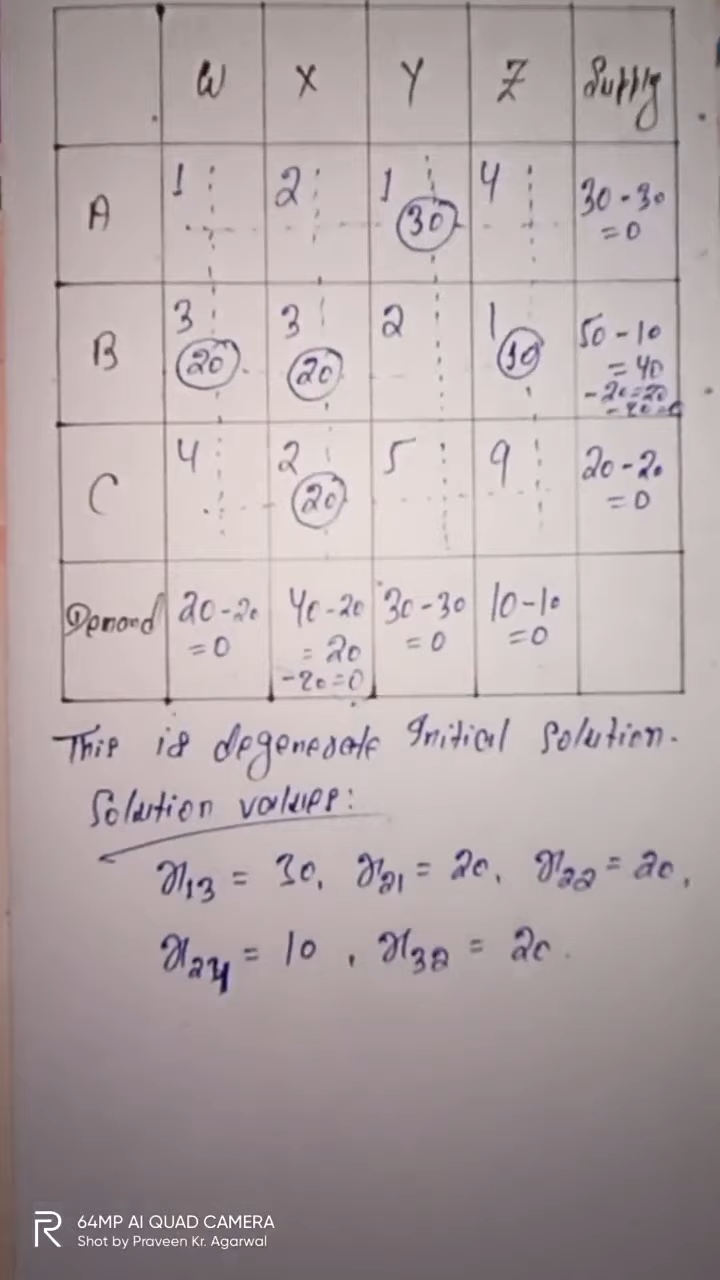 W X Y Z Supply
A 1 2 1 30 4 30 - 30 = 0
B 3 20 3 20 2 1 10 50 - 10 = 40 - 20 = 20 - 20 = 0
C 4 2 20 5 9 20 - 20 = 0
Demand 20 - 20 = 0 40 - 20 = 20 - 20 = 0 30 - 30 = 0 10 - 10 = 0
This is degenerate Initial Solution.
Solution values:
x13 = 30, x21 = 20, x22 = 20,
x24 = 10, x32 = 20.
R 64MP AI QUAD CAMERA
Shot by Praveen Kr. Agarwal